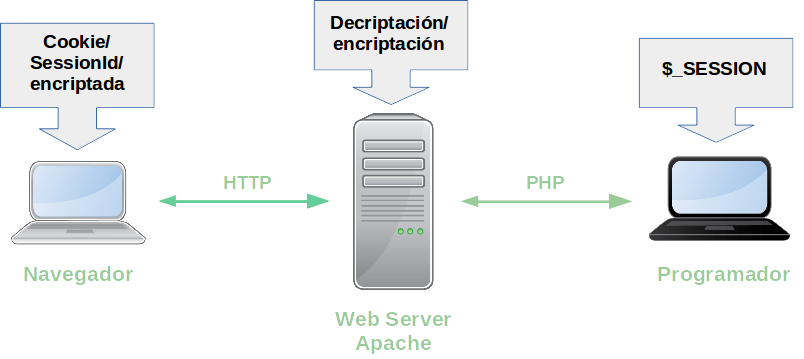 Cookie/
SessionId/
encriptada
Decriptación/
encriptación
$_SESSION
HTTP
PHP
Navegador
Web Server
Apache
Programador